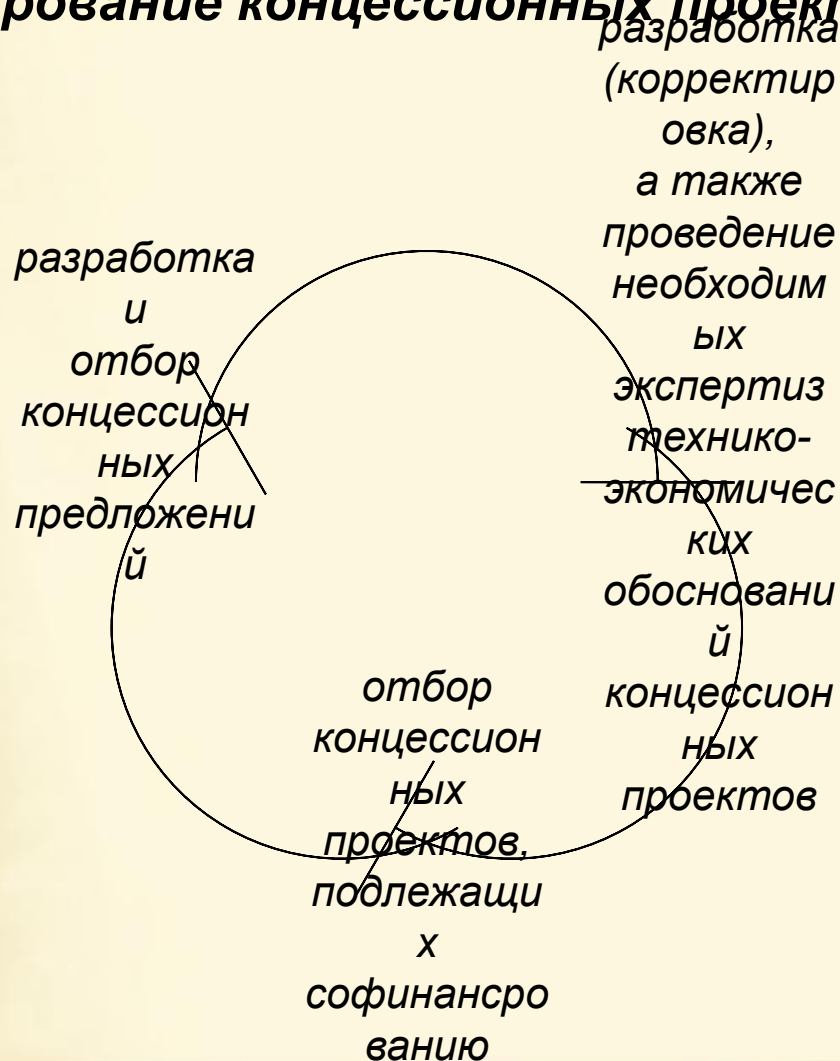 рование концессионных проек
разработка
(корректир
овка),
а также
проведение
необходим
ых
экспертиз
технико-
экономичес
ких
обосновани
й
концессион
ных
проектов
разработка
и
отбор
концессион
ных
предложени
й
отбор
концессион
ных
проектов,
подлежащи
х
софинансро
ванию